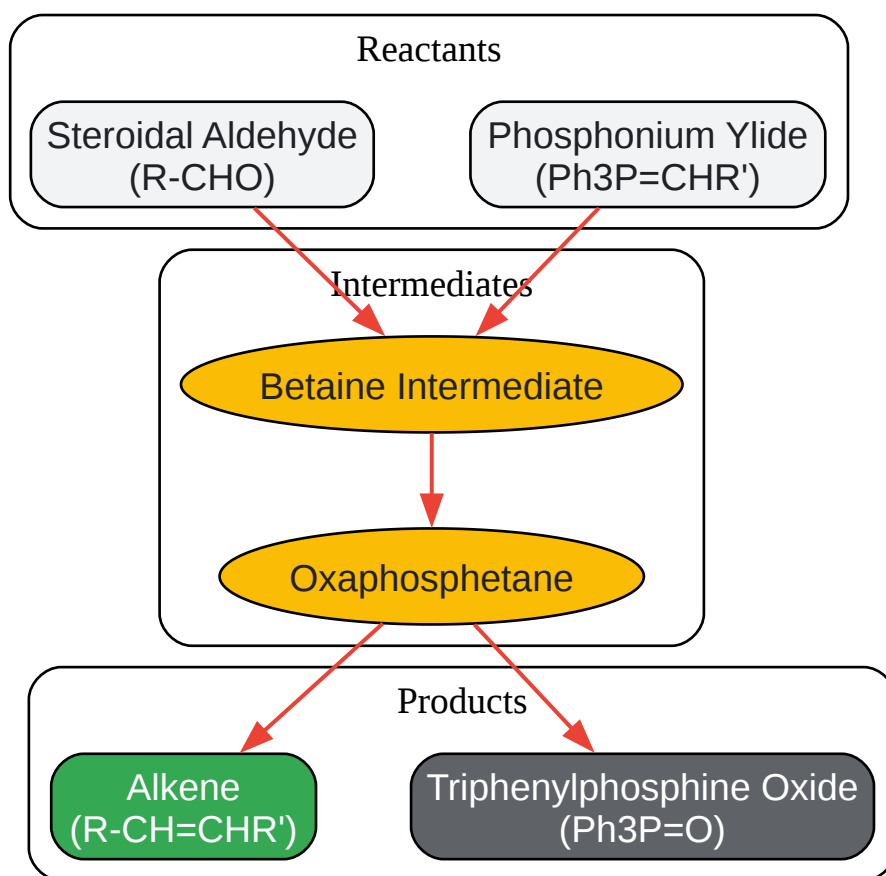 Reactants
Steroidal Aldehyde
(R-CHO)
Phosphonium Ylide
(Ph3P=CHR')
Intermediates
Betaine Intermediate
Oxaphosphetane
Products
Alkene
(R-CH=CHR')
Triphenylphosphine Oxide
(Ph3P=O)